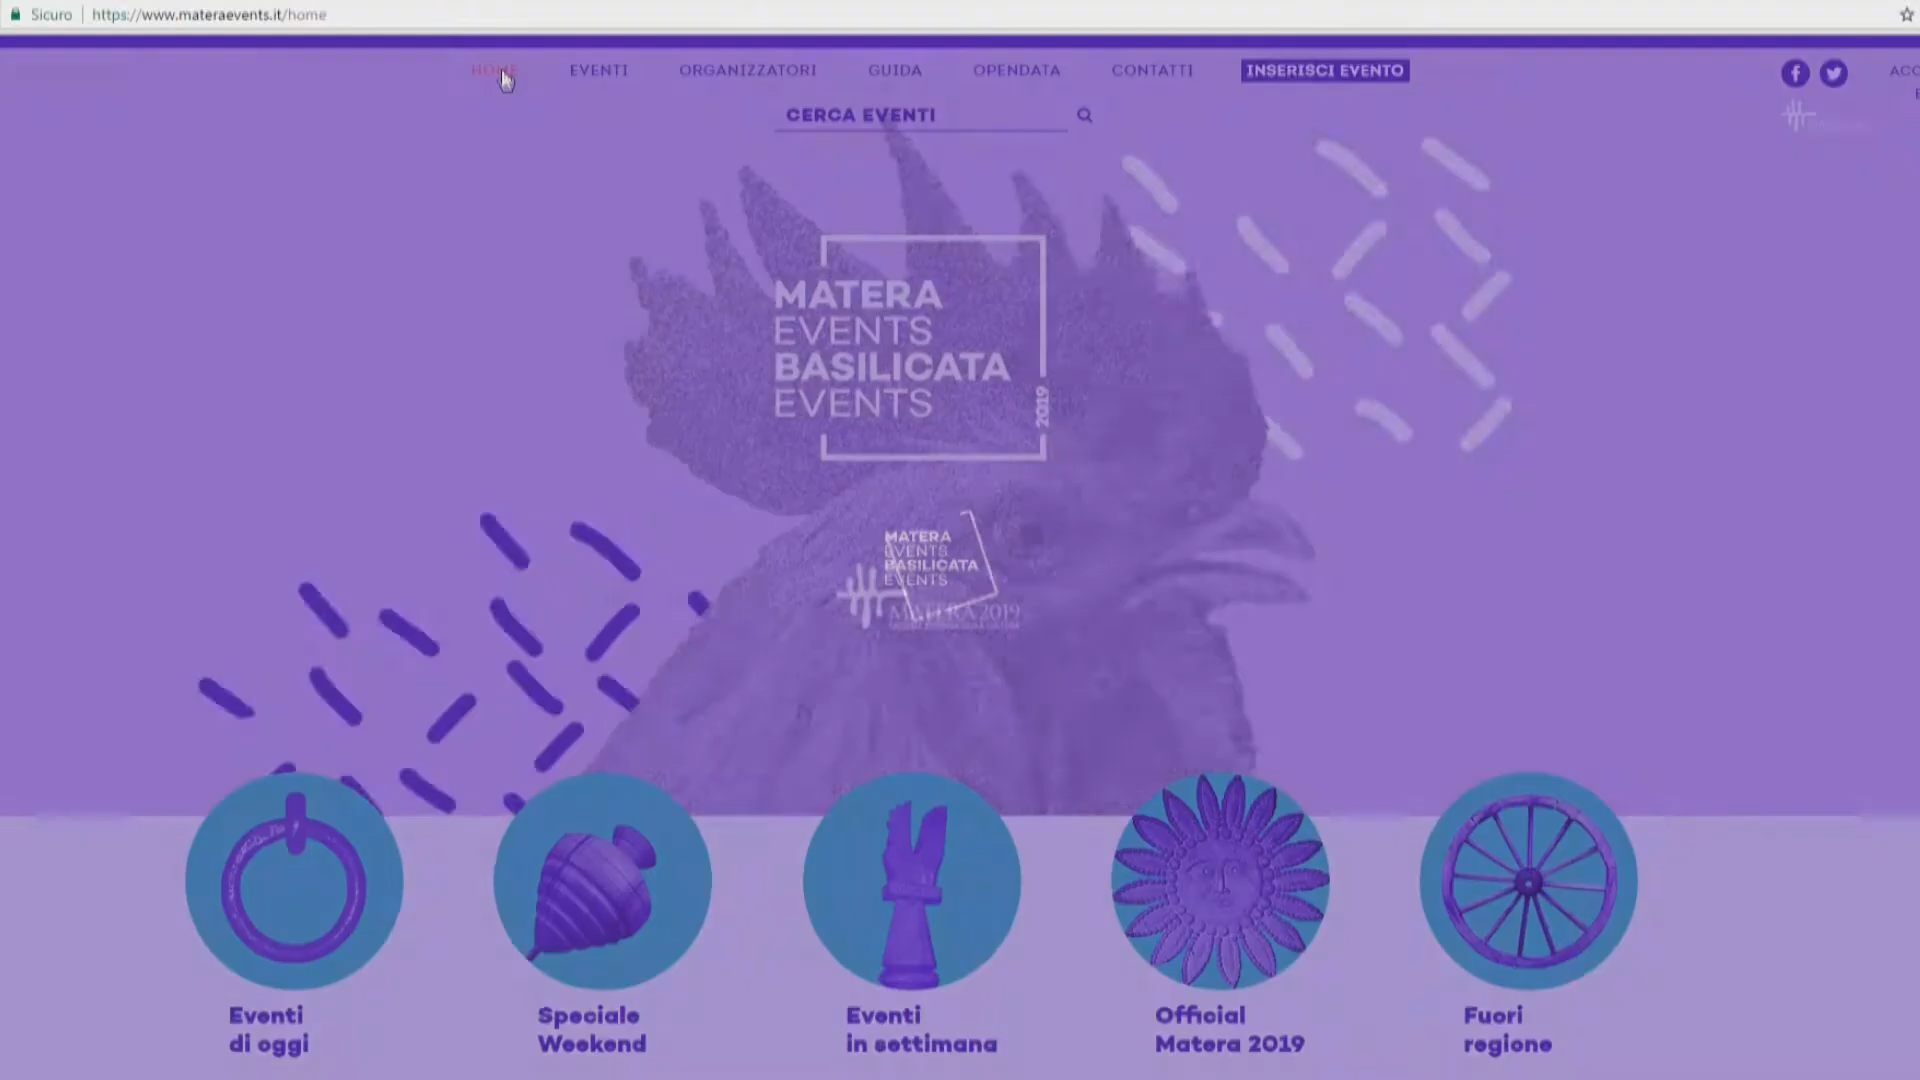 Sicuro https://www.materaevents.it/home
HOME EVENTI ORGANIZZATORI GUIDA OPENDATA CONTATTI INSERISCI EVENTO
CERCA EVENTI
MATERA
EVENTS
BASILICATA
EVENTS
2019
MATERA
EVENTS
BASILICATA
EVENTS
MATERA 2019
Eventi
di oggi
Speciale
Weekend
Eventi
in settimana
Official
Matera 2019
Fuori
regione